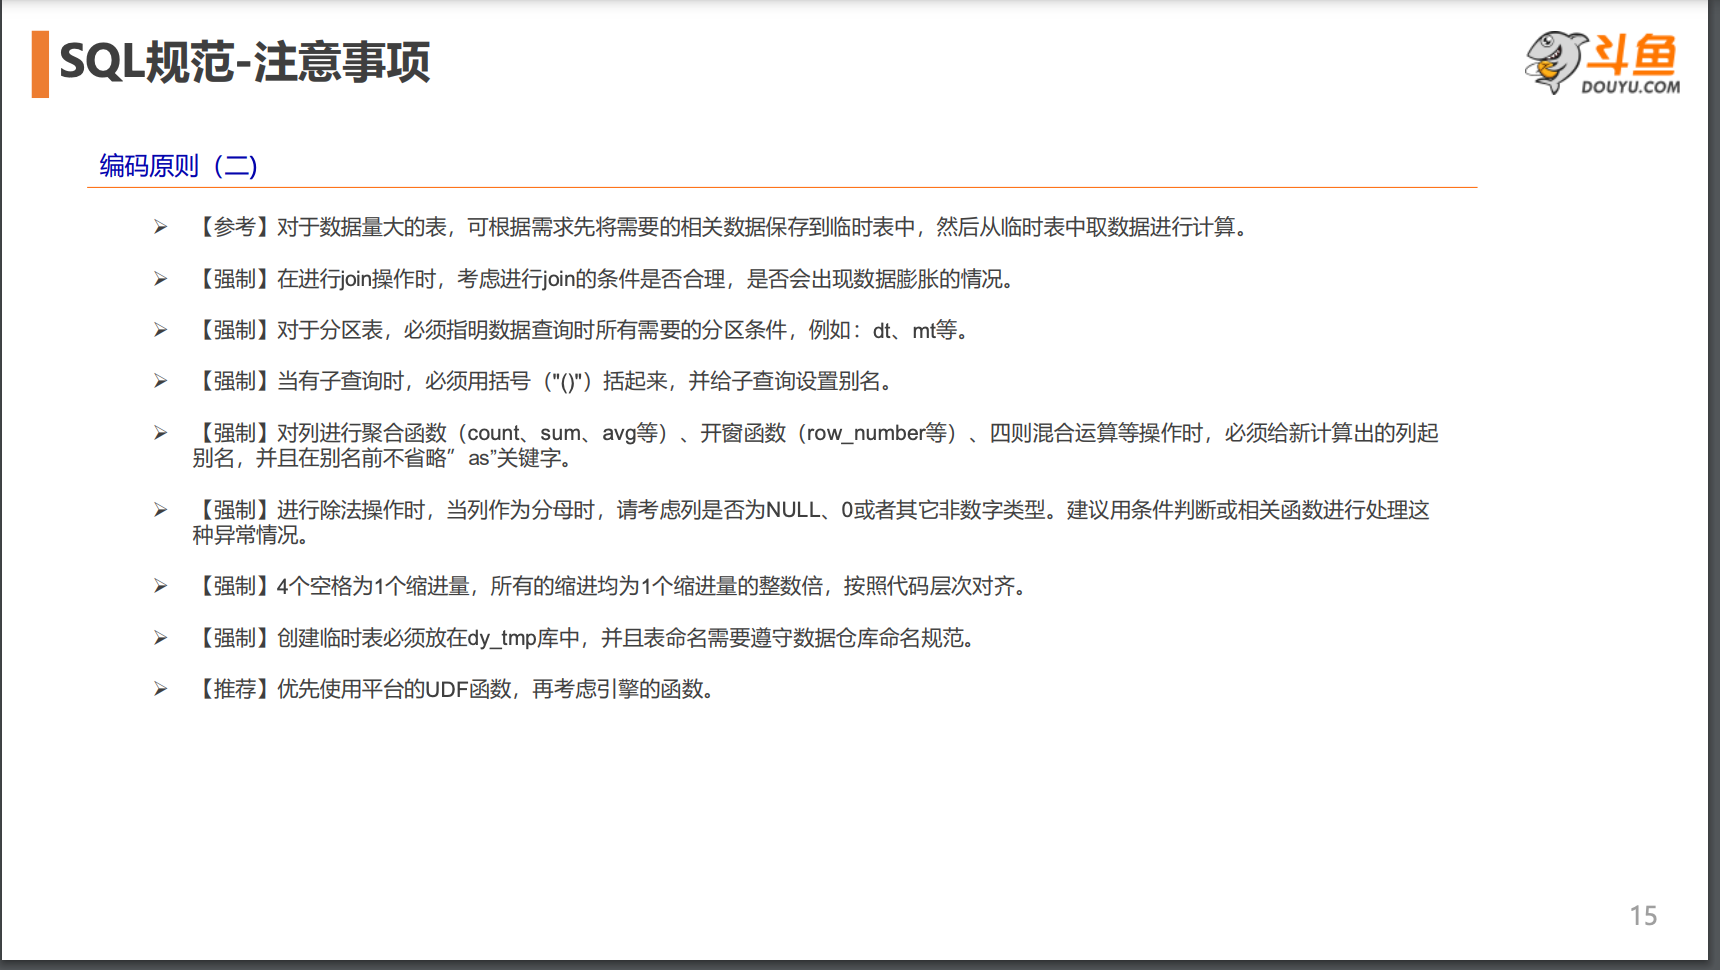 SQL规范-注意事项
斗鱼
DOUYU.COM
编码原则（二)
➢ 【参考】对于数据量大的表，可根据需求先将需要的相关数据保存到临时表中，然后从临时表中取数据进行计算。
➢ 【强制】在进行join操作时，考虑进行join的条件是否合理，是否会出现数据膨胀的情况。
➢ 【强制】对于分区表，必须指明数据查询时所有需要的分区条件，例如：dt、mt等。
➢ 【强制】当有子查询时，必须用括号（"()"）括起来，并给子查询设置别名。
➢ 【强制】对列进行聚合函数（count、sum、avg等）、开窗函数（row_number等）、四则混合运算等操作时，必须给新计算出的列起
别名，并且在别名前不省略” as”关键字。
➢ 【强制】进行除法操作时，当列作为分母时，请考虑列是否为NULL、0或者其它非数字类型。建议用条件判断或相关函数进行处理这
种异常情况。
➢ 【强制】4个空格为1个缩进量，所有的缩进均为1个缩进量的整数倍，按照代码层次对齐。
➢ 【强制】创建临时表必须放在dy_tmp库中，并且表命名需要遵守数据仓库命名规范。
➢ 【推荐】优先使用平台的UDF函数，再考虑引擎的函数。
15